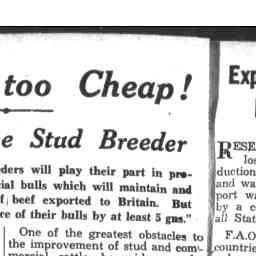 too Cheap!
e Stud Breeder
ders will play their part in pro-
cial bulls which will maintain and
f beef exported to Britain. But
ce of their bulls by at least 5 gns."
One of the greatest obstacles to
the improvement of stud and com-
Exp
RESE
los
duction
and wa
port wa
by a c
all Stat
F.A.O
countrie